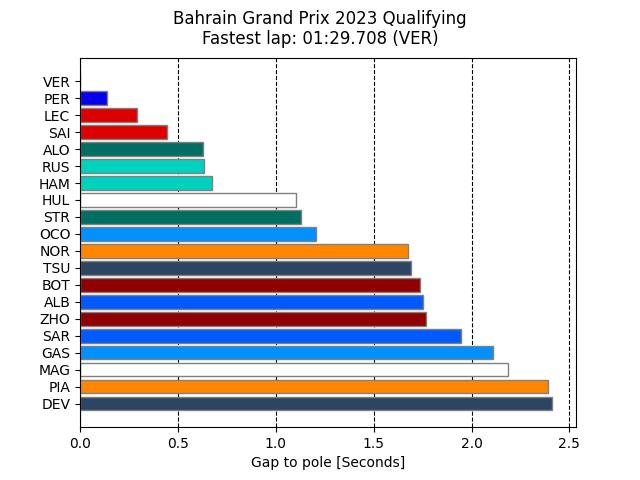 Bahrain Grand Prix 2023 Qualifying
Fastest lap: 01:29.708 (VER)
VER
PER
LEC
SAI
ALO
RUS
HAM
HUL
STR
OCO
NOR
TSU
BOT
ALB
ZHO
SAR
GAS
MAG
PIA
DEV
0.0 0.5 1.0 1.5 2.0 2.5
Gap to pole [Seconds]